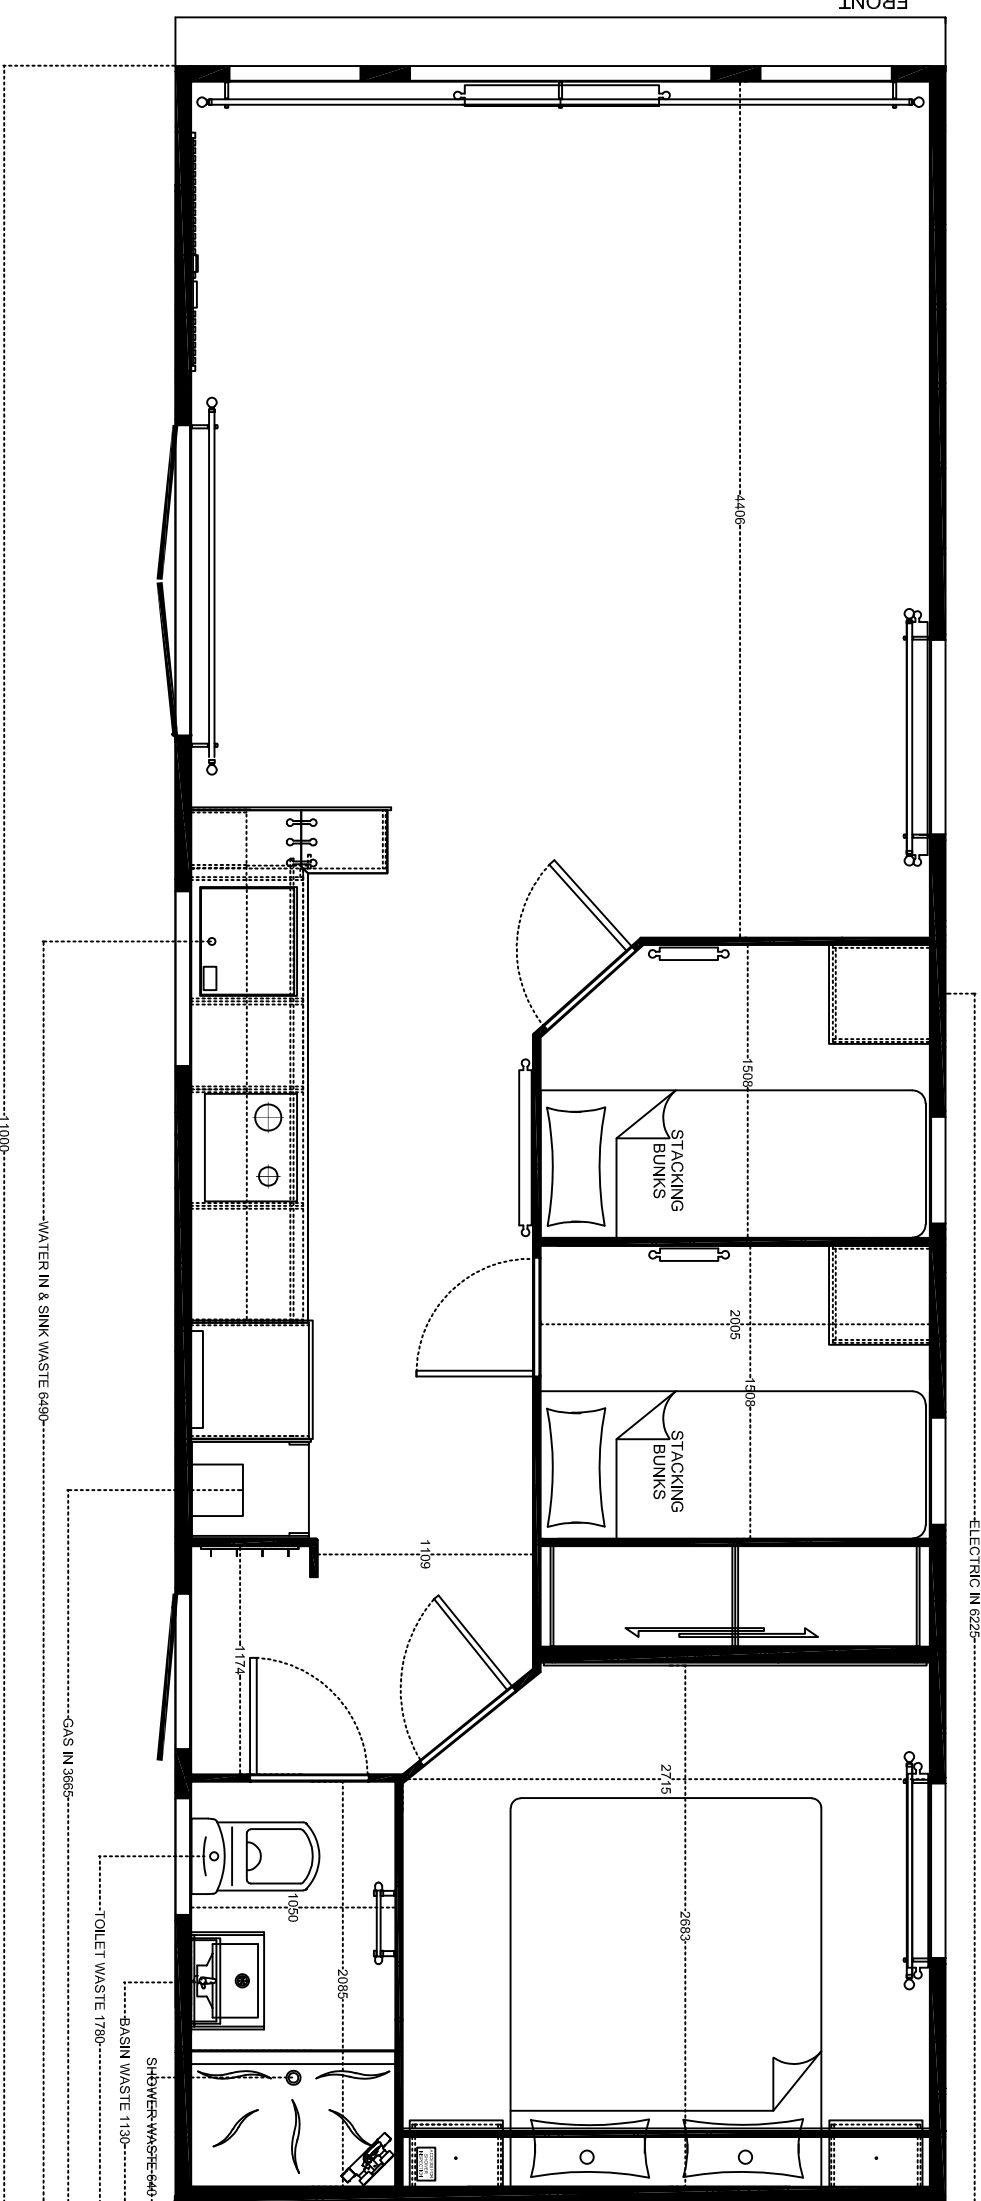 FRONT
4406
1508
STACKING
BUNKS
11000
2005
1508
STACKING
BUNKS
WATER IN & SINK WASTE 6490
ELECTRIC IN 6225
1109
1174
GAS IN 3665
2715
1050
2683
2085
TOILET WASTE 1780
BASIN WASTE 1130
SHOWER WASTE 640